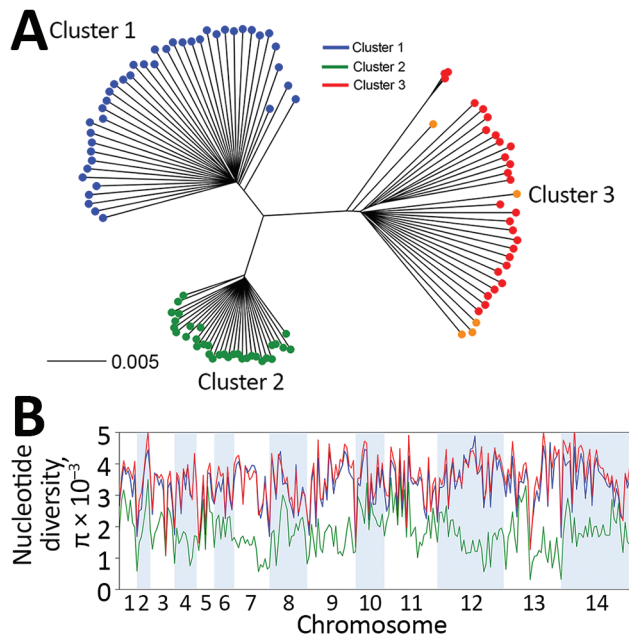 A
Cluster 1
Cluster 1
Cluster 2
Cluster 3
Cluster 3
0.005
Cluster 2
B
Nucleotide
diversity,
π × 10⁻³
5
4
3
2
1
0
1 2 3 4 5 6 7 8 9 10 11 12 13 14
Chromosome